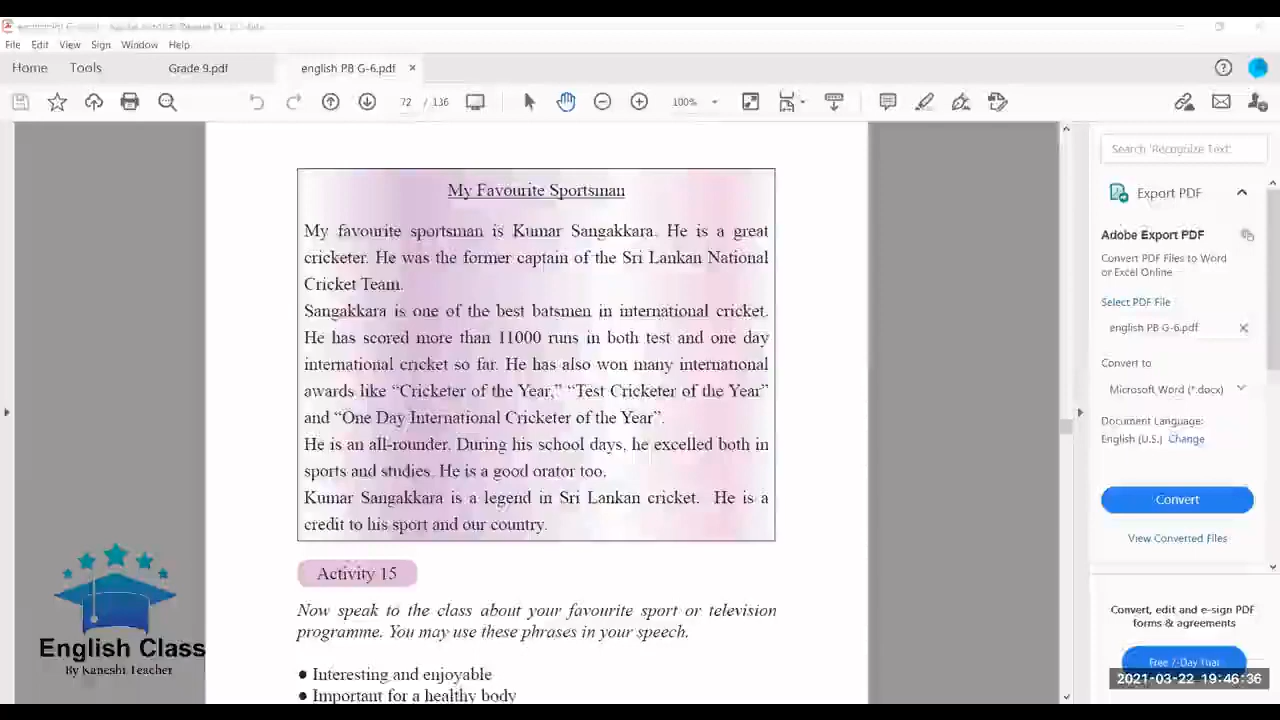 File Edit View Sign Window Help
Home Tools Grade 9.pdf english PB G-6.pdf ×
72 / 136 100%
My Favourite Sportsman
My favourite sportsman is Kumar Sangakkara. He is a great
cricketer. He was the former captain of the Sri Lankan National
Cricket Team.
Sangakkara is one of the best batsmen in international cricket.
He has scored more than 11000 runs in both test and one day
international cricket so far. He has also won many international
awards like “Cricketer of the Year,” “Test Cricketer of the Year”
and “One Day International Cricketer of the Year”.
He is an all-rounder. During his school days, he excelled both in
sports and studies. He is a good orator too.
Kumar Sangakkara is a legend in Sri Lankan cricket. He is a
credit to his sport and our country.
Activity 15
Now speak to the class about your favourite sport or television
programme. You may use these phrases in your speech.
● Interesting and enjoyable
● Important for a healthy body
English Class
By Kaneshi Teacher
Search 'Recognize Text'
Export PDF
Adobe Export PDF
Convert PDF Files to Word
or Excel Online
Select PDF File
english PB G-6.pdf
Convert to
Microsoft Word (*.docx)
Document Language:
English (U.S.) Change
Convert
View Converted Files
Convert, edit and e-sign PDF
forms & agreements
Free 7-Day Trial
2021-03-22 19:46:36